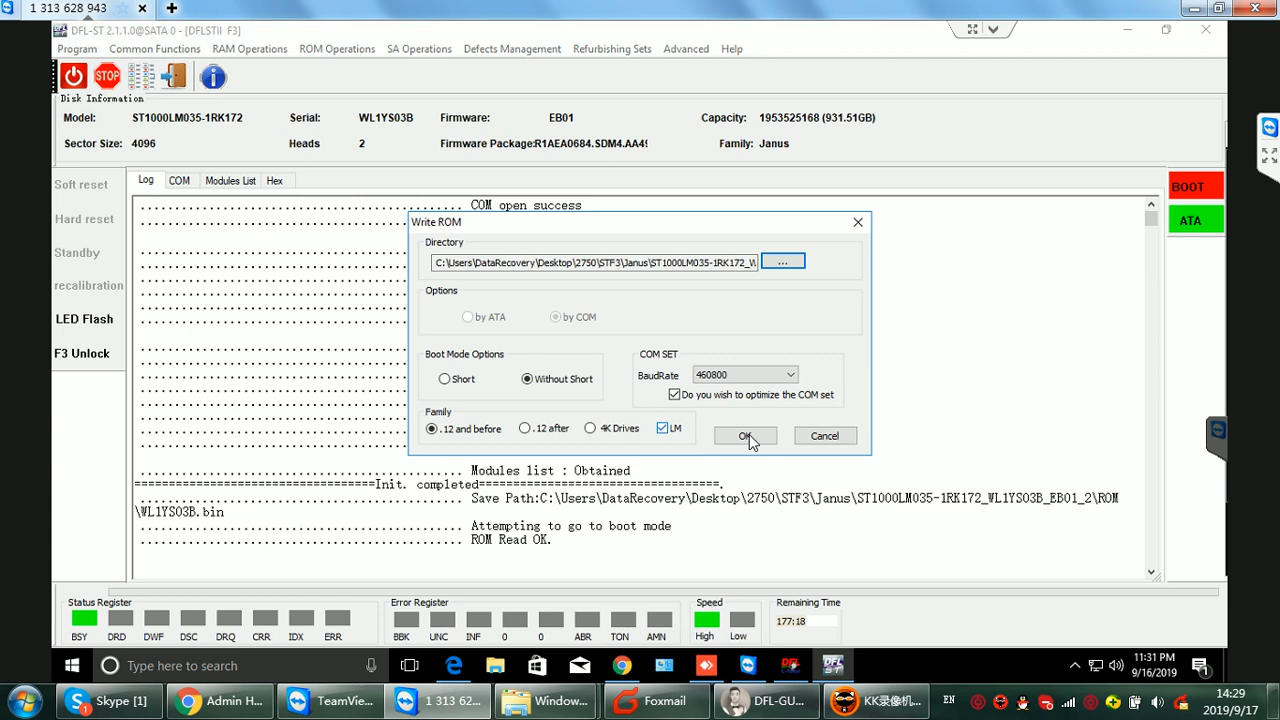 1 313 628 943
DFL-ST 2.1.1.0@SATA 0 - [DFLSTII F3]
Program Common Functions RAM Operations ROM Operations SA Operations Defects Management Refurbishing Sets Advanced Help
STOP
Disk Information
Model: ST1000LM035-1RK172 Serial: WL1YS03B Firmware: EB01 Capacity: 1953525168 (931.51GB)
Sector Size: 4096 Heads 2 Firmware Package: R1AEA0684.SDM4.AA4 Family: Janus
Soft reset
Hard reset
Standby
recalibration
LED Flash
F3 Unlock
Log COM Modules List Hex
BOOT
ATA
................................................ COM open success
Write ROM
Directory
C:\Users\DataRecovery\Desktop\2750\STF3\Janus\ST1000LM035-1RK172_W ...
Options
by ATA by COM
Boot Mode Options
Short Without Short
COM SET
BaudRate 460800
Do you wish to optimize the COM set
Family
.12 and before .12 after 4K Drives LM
OK Cancel
................................................ Modules list : Obtained
===================================Init. completed===================================.
................................................ Save Path:C:\Users\DataRecovery\Desktop\2750\STF3\Janus\ST1000LM035-1RK172_WL1YS03B_EB01_2\ROM
\WL1YS03B.bin
................................................ Attempting to go to boot mode
................................................ ROM Read OK.
Status Register
BSY DRD DWF DSC DRQ CRR IDX ERR
Error Register
BBK UNC INF 0 0 ABR TON AMN
Speed
High Low
Remaining Time
177:18
Type here to search
11:31 PM
9/16/2019
Skype [1] Admin H... TeamView... 1 313 62... Window... Foxmail DFL-GU... KK录像机... EN
14:29
2019/9/17